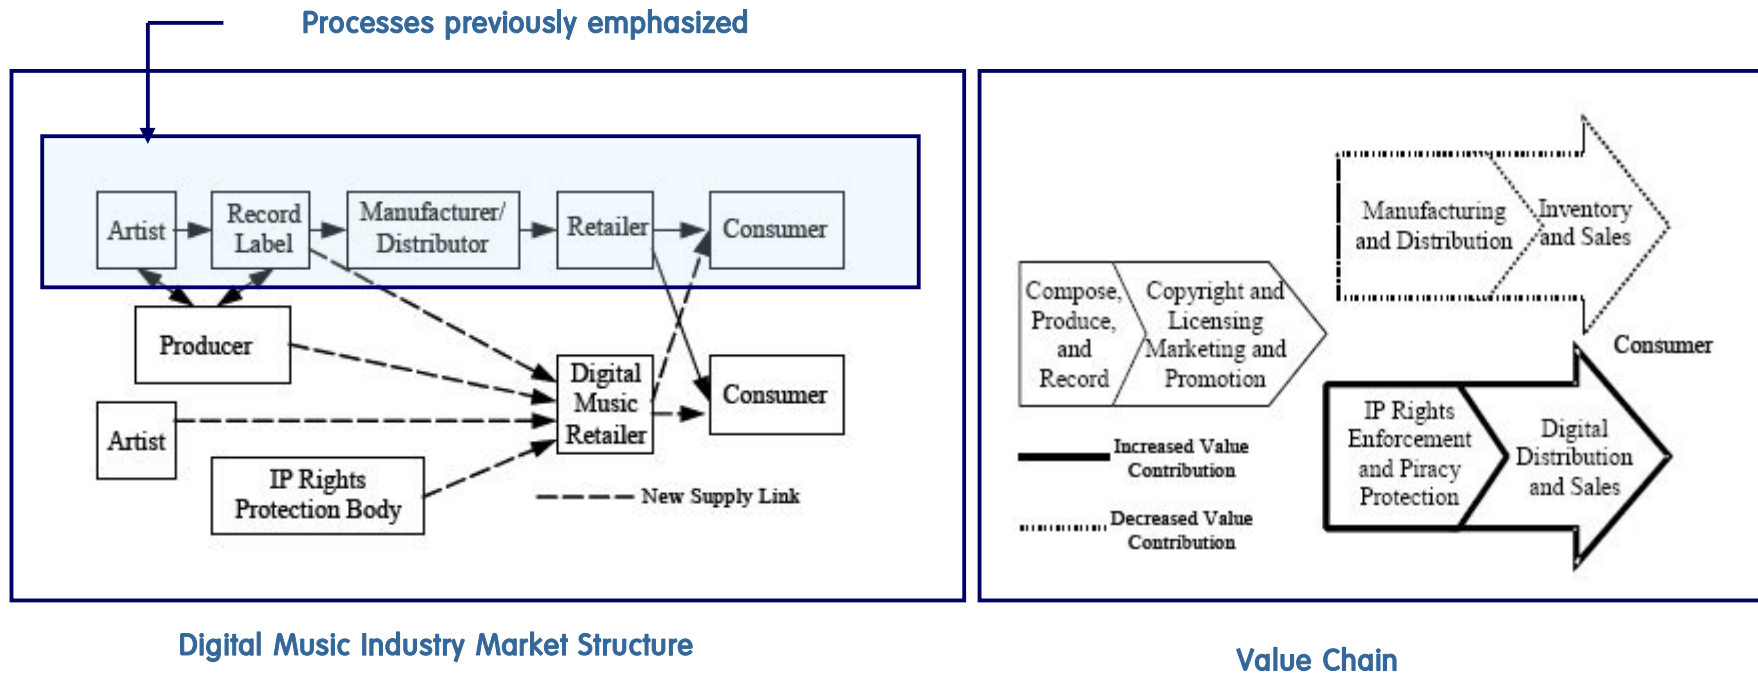 Processes previously emphasized
Artist
Record
Label
Manufacturer/
Distributor
Retailer
Consumer
Producer
Digital
Music
Retailer
Consumer
Artist
IP Rights
Protection Body
New Supply Link
Digital Music Industry Market Structure
Manufacturing
and Distribution
Inventory
and Sales
Compose,
Produce,
and
Record
Copyright and
Licensing
Marketing and
Promotion
Consumer
IP Rights
Enforcement
and Piracy
Protection
Digital
Distribution
and Sales
Increased Value
Contribution
Decreased Value
Contribution
Value Chain